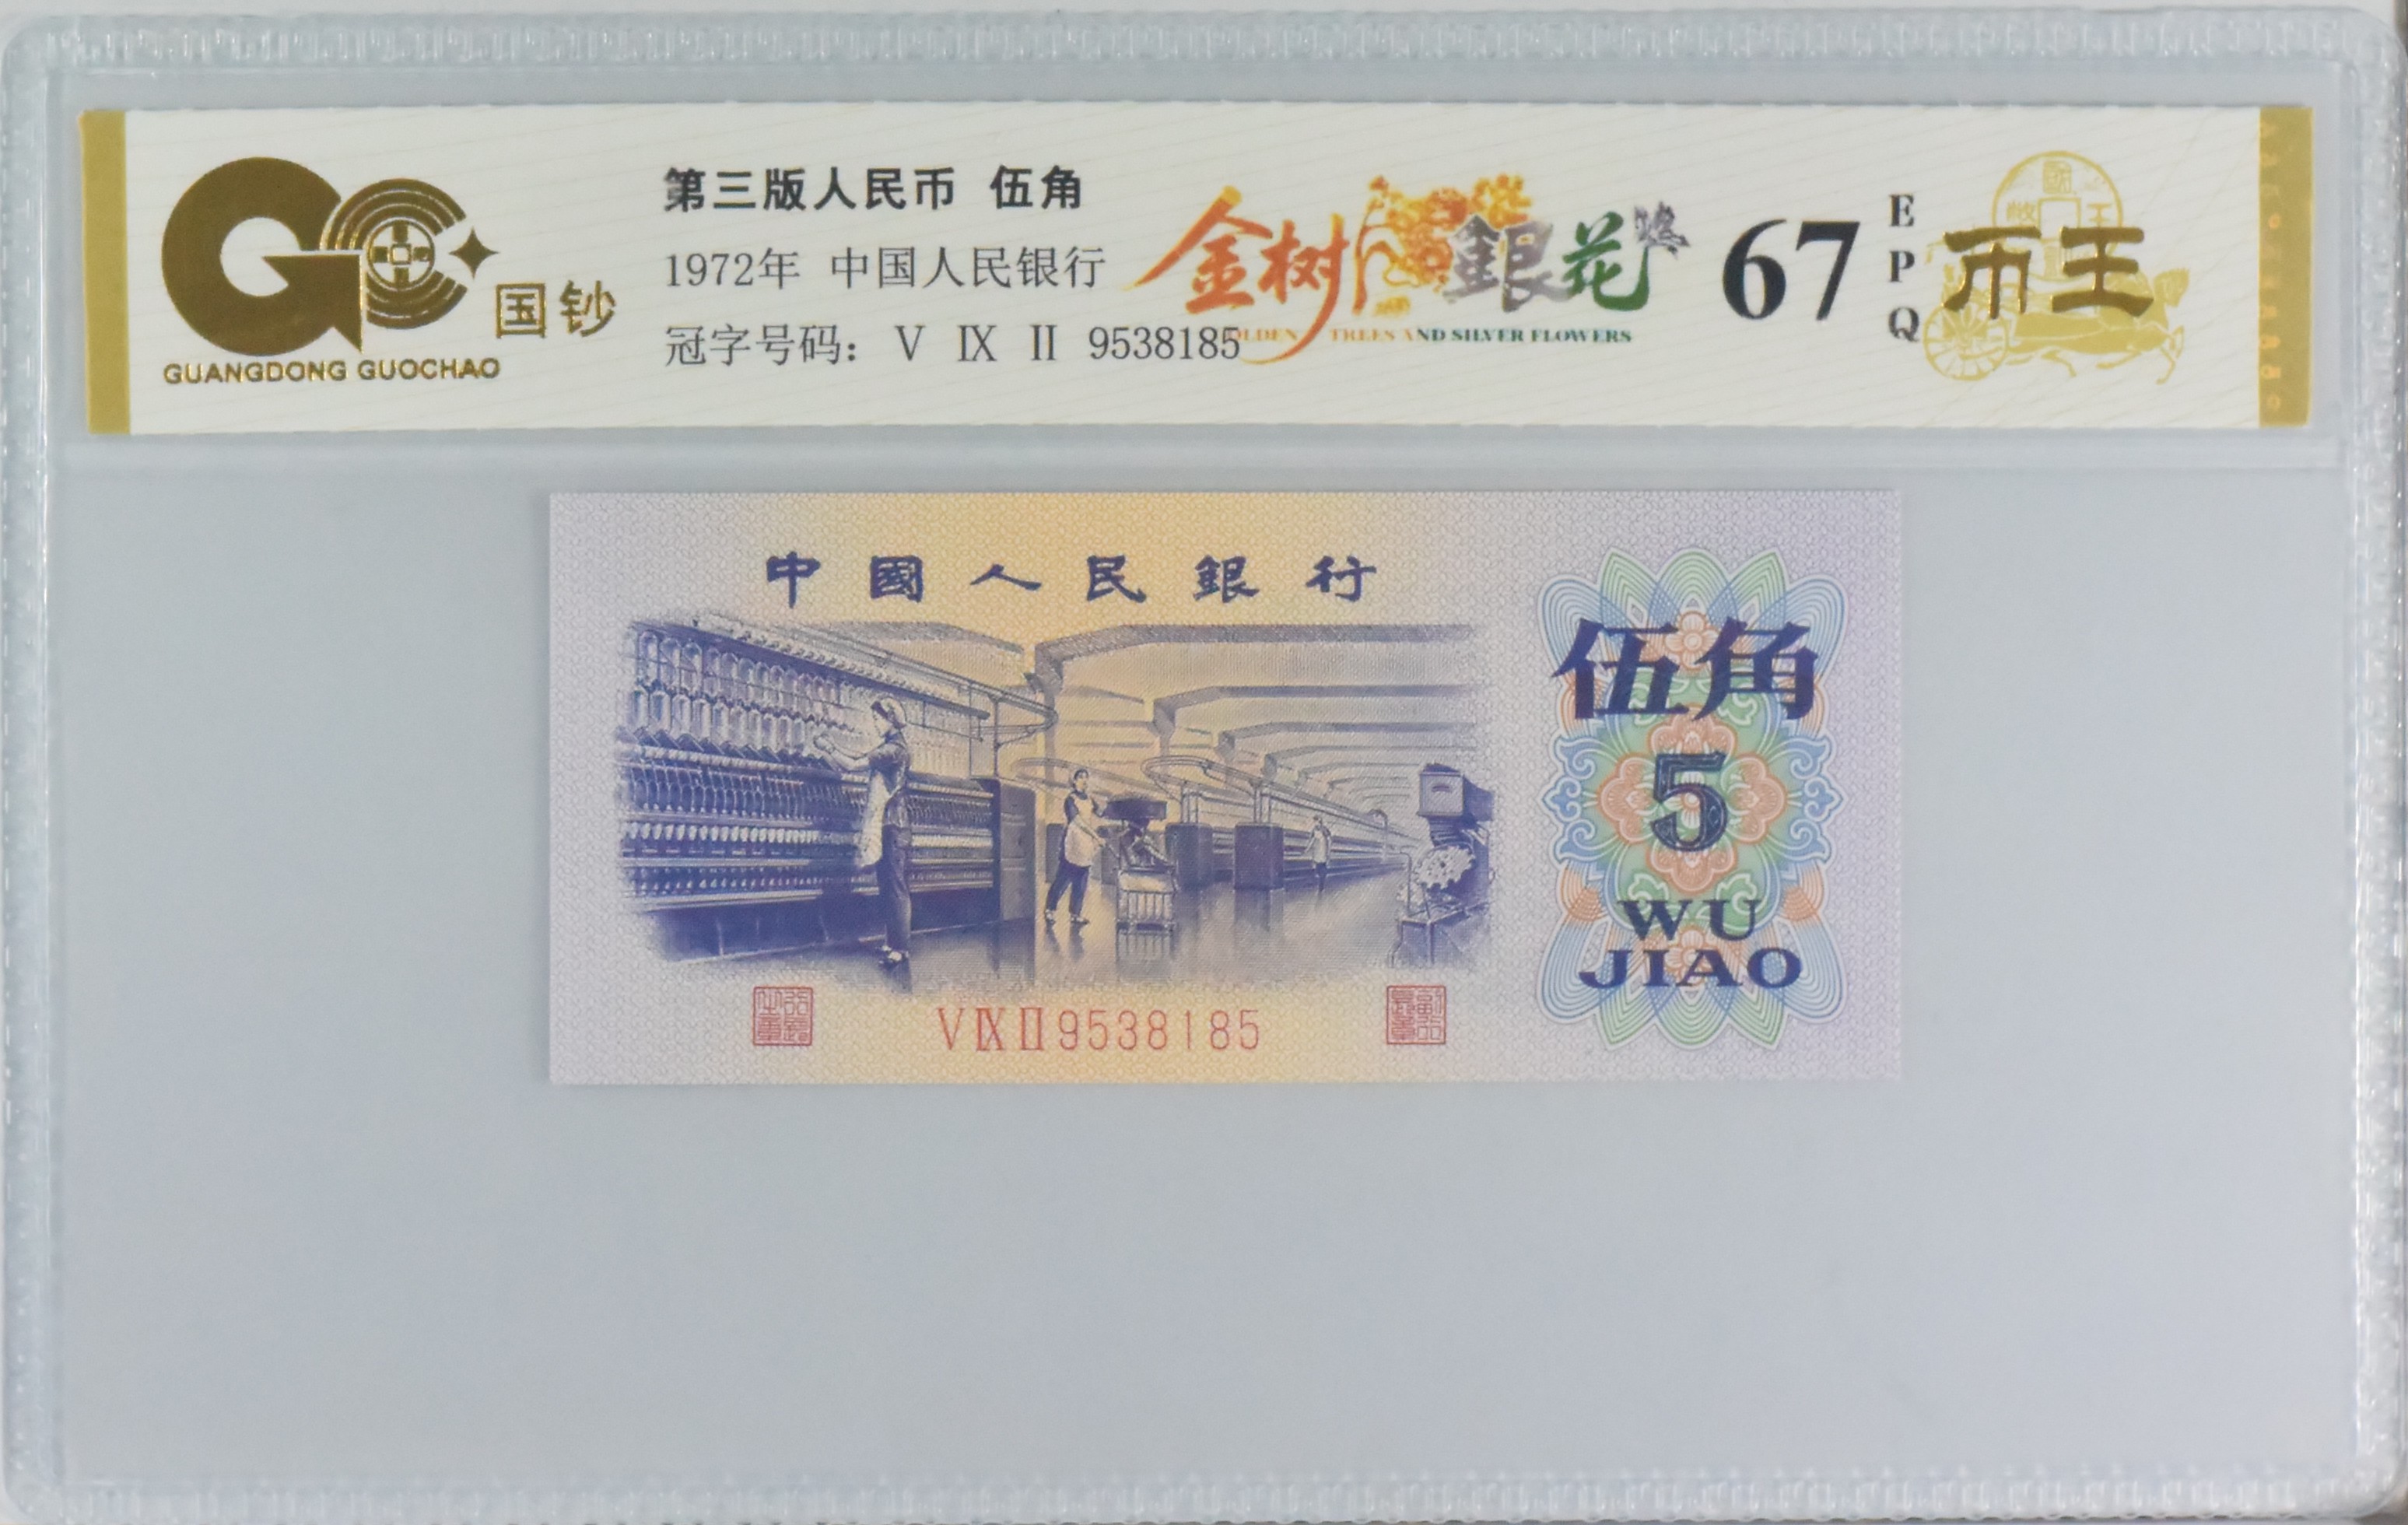 国钞
GUANGDONG GUOCHAO
第三版人民币 伍角
1972年 中国人民银行
冠字号码： Ⅴ Ⅸ Ⅱ 9538185
金树銀花
TREES AND SILVER FLOWERS
67
EPQ
币王
中國人民銀行
伍角
5
WU
JIAO
ⅤⅨⅡ9538185